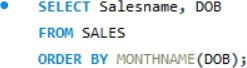 SELECT Salesname, DOB
FROM SALES
ORDER BY MONTHNAME(DOB);